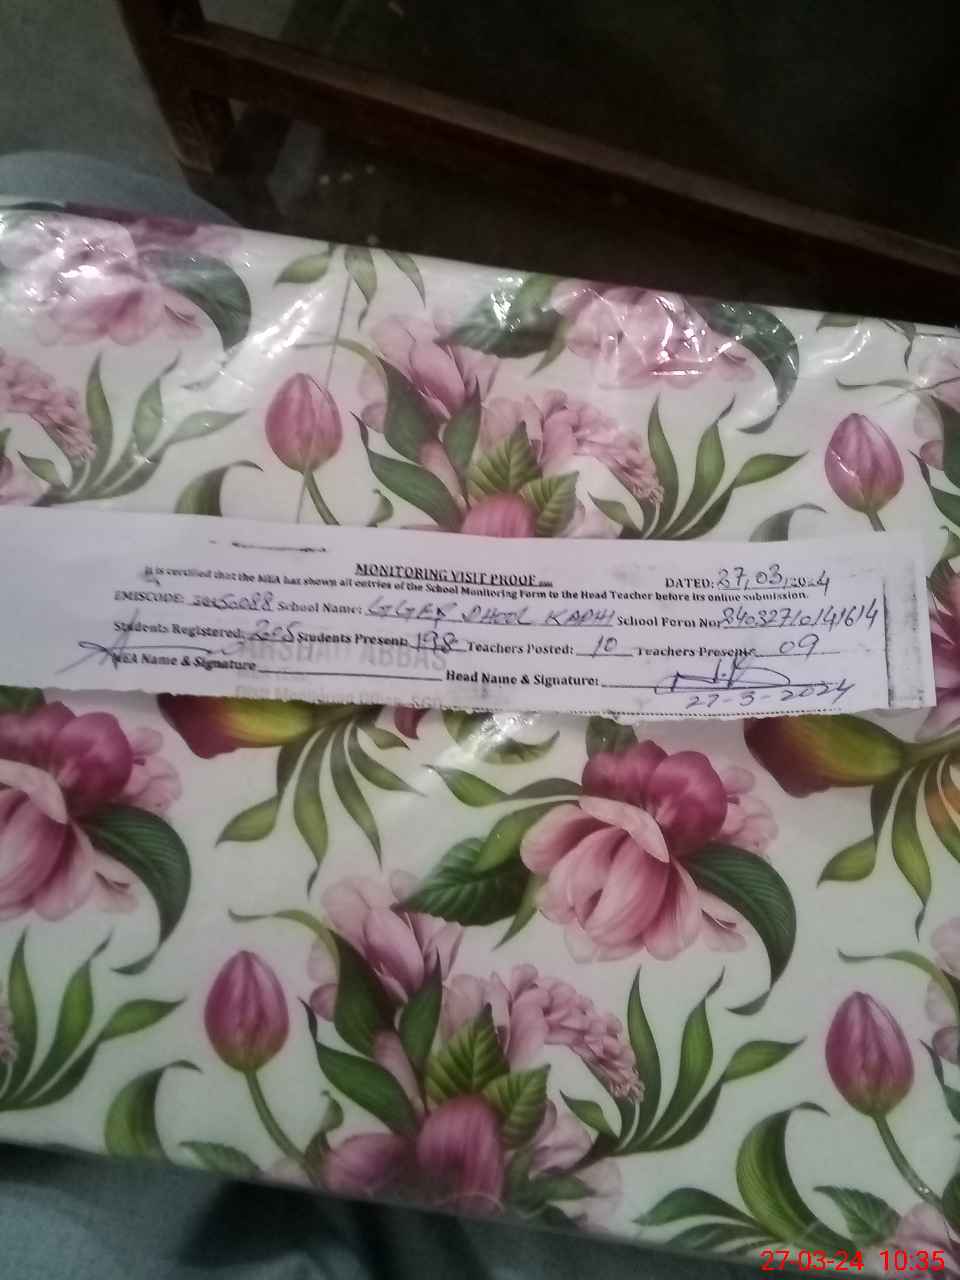 MONITORING VISIT PROOF
DATED: 27,03,2024
It is certified that the MEA has shown all entries of the School Monitoring Form to the Head Teacher before its online submission.
EMISCODE: School Name: School Form No:
Students Registered: 205 Students Present: 198 Teachers Posted: 10 Teachers Present: 09
ARSHAD ABBAS
MEA Name & Signature Head Name & Signature:
27-3-2024
27-03-24 10:35